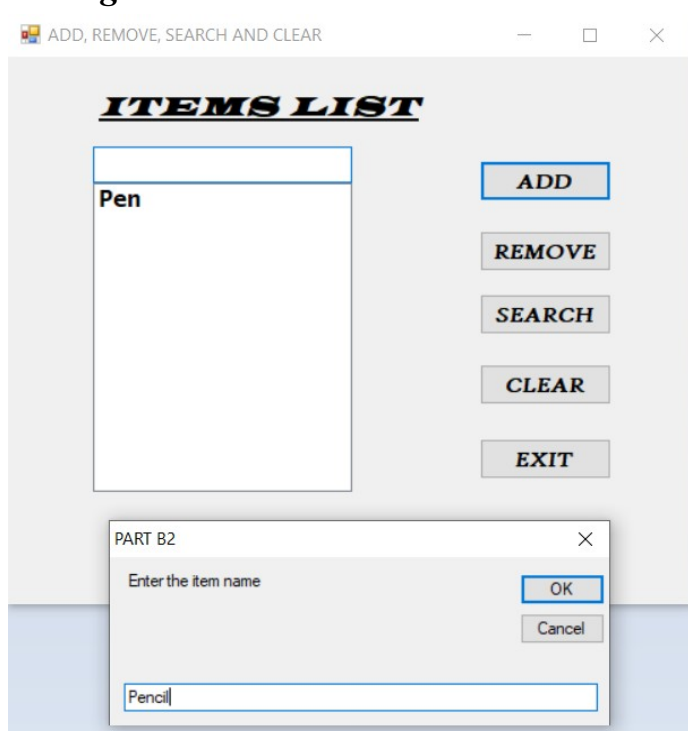 ADD, REMOVE, SEARCH AND CLEAR
ITEMS LIST
Pen
ADD
REMOVE
SEARCH
CLEAR
EXIT
PART B2
Enter the item name
OK
Cancel
Pencil